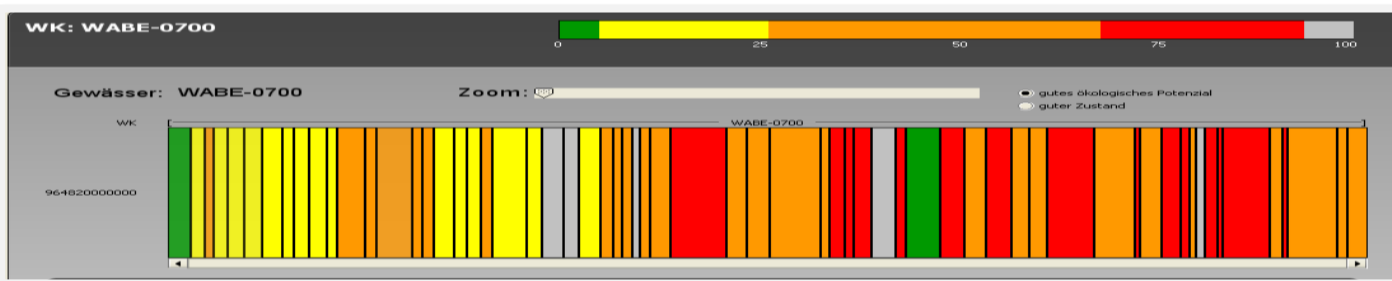 WK: WABE-0700
0 25 50 75 100
Gewässer: WABE-0700 Zoom: gutes ökologisches Potenzial
guter Zustand
WK WABE-0700
964820000000